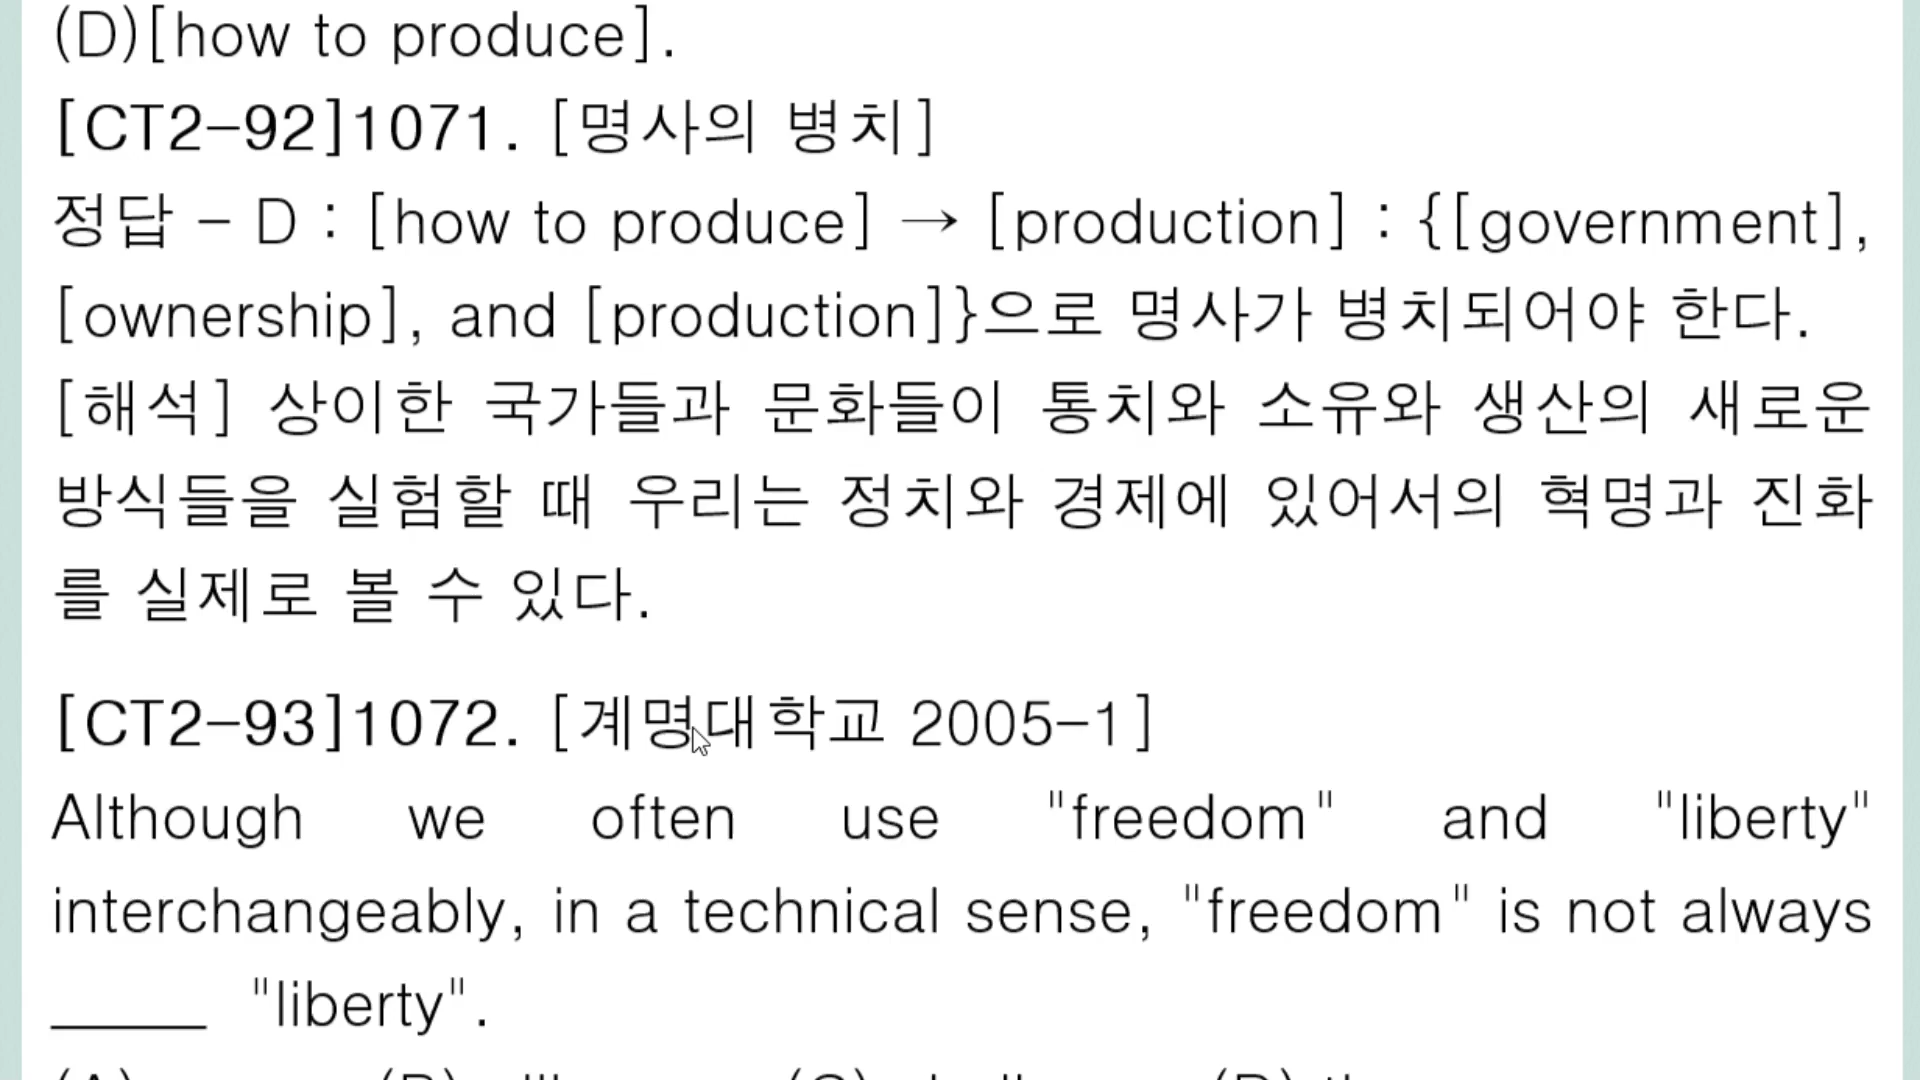 (D)[how to produce].
[CT2-92]1071. [명사의 병치]
정답 - D : [how to produce] → [production] : {[government],
[ownership], and [production]}으로 명사가 병치되어야 한다.
[해석] 상이한 국가들과 문화들이 통치와 소유와 생산의 새로운
방식들을 실험할 때 우리는 정치와 경제에 있어서의 혁명과 진화
를 실제로 볼 수 있다.
[CT2-93]1072. [계명대학교 2005-1]
Although we often use "freedom" and "liberty"
interchangeably, in a technical sense, "freedom" is not always
_____ "liberty".
(A) (B) (C) (D)